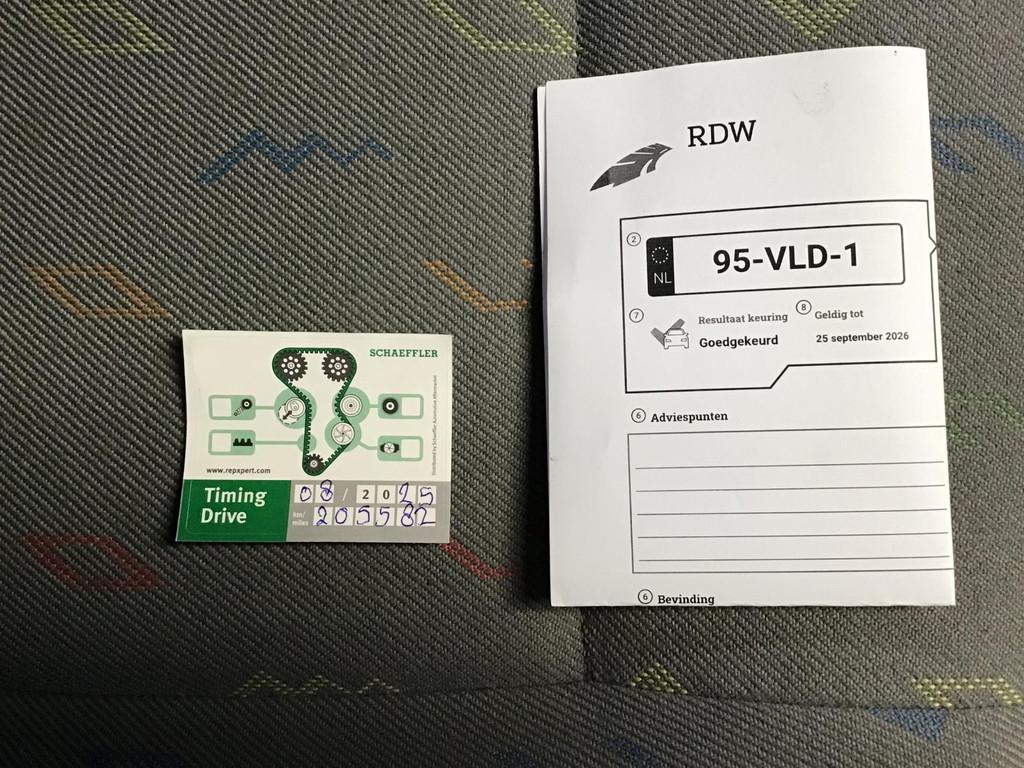 SCHAEFFLER
Distributed by Schaeffler Automotive Aftermarket
www.repxpert.com
Timing
Drive
08 / 2025
km/
miles
205582
RDW
2
NL
95-VLD-1
7
Resultaat keuring
Goedgekeurd
8
Geldig tot
25 september 2026
6 Adviespunten
6 Bevinding